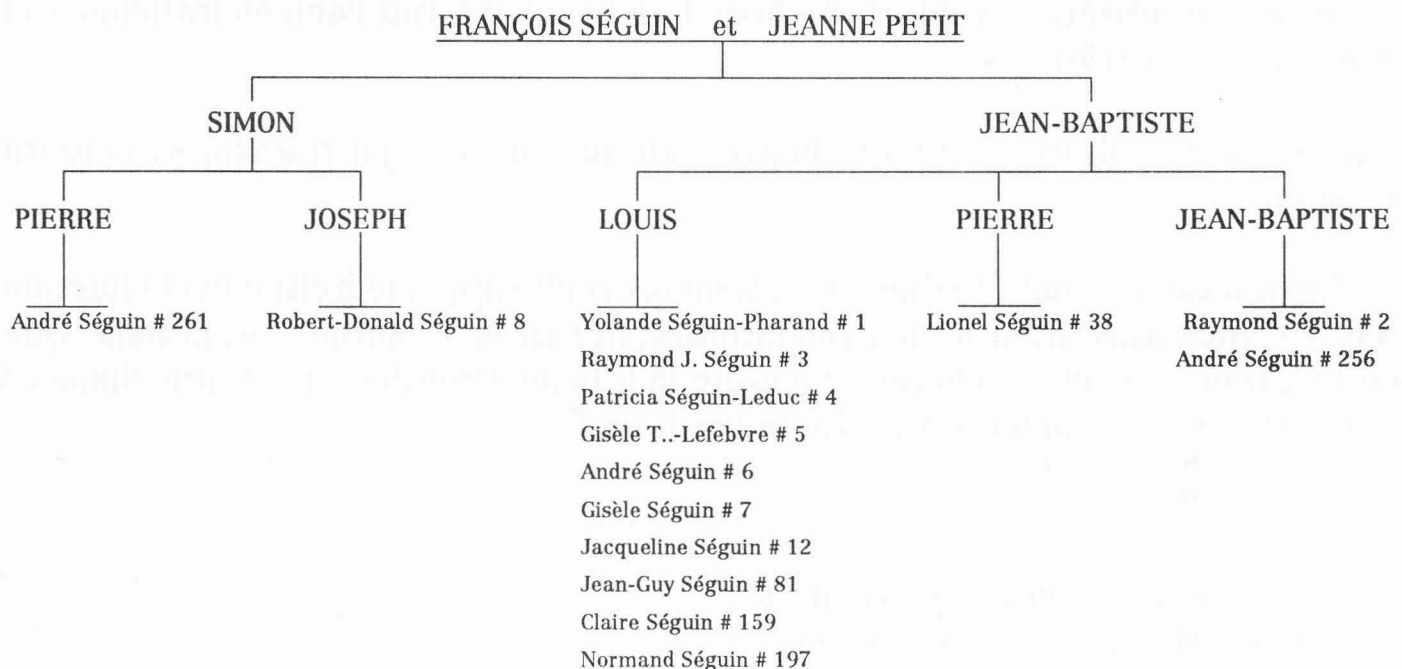 FRANÇOIS SÉGUIN et JEANNE PETIT
SIMON JEAN-BAPTISTE
PIERRE JOSEPH LOUIS PIERRE JEAN-BAPTISTE
André Séguin # 261 Robert-Donald Séguin # 8 Yolande Séguin-Pharand # 1 Lionel Séguin # 38 Raymond Séguin # 2
Raymond J. Séguin # 3 André Séguin # 256
Patricia Séguin-Leduc # 4
Gisèle T..-Lefebvre # 5
André Séguin # 6
Gisèle Séguin # 7
Jacqueline Séguin # 12
Jean-Guy Séguin # 81
Claire Séguin # 159
Normand Séguin # 197